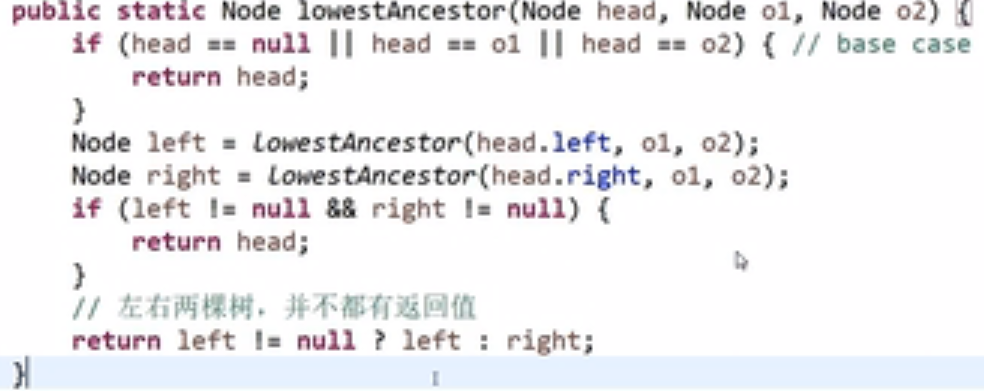 public static Node lowestAncestor(Node head, Node o1, Node o2) {
    if (head == null || head == o1 || head == o2) { // base case
        return head;
    }
    Node left = lowestAncestor(head.left, o1, o2);
    Node right = lowestAncestor(head.right, o1, o2);
    if (left != null && right != null) {
        return head;
    }
    // 左右两棵树，并不都有返回值
    return left != null ? left : right;
}